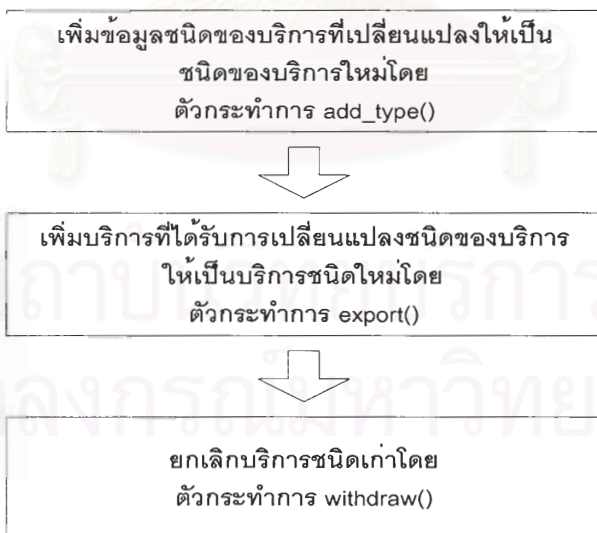 เพิ่มข้อมูลชนิดของบริการที่เปลี่ยนแปลงให้เป็น
ชนิดของบริการใหม่โดย
ตัวกระทำการ add_type()
เพิ่มบริการที่ได้รับการเปลี่ยนแปลงชนิดของบริการ
ให้เป็นบริการชนิดใหม่โดย
ตัวกระทำการ export()
ยกเลิกบริการชนิดเก่าโดย
ตัวกระทำการ withdraw()